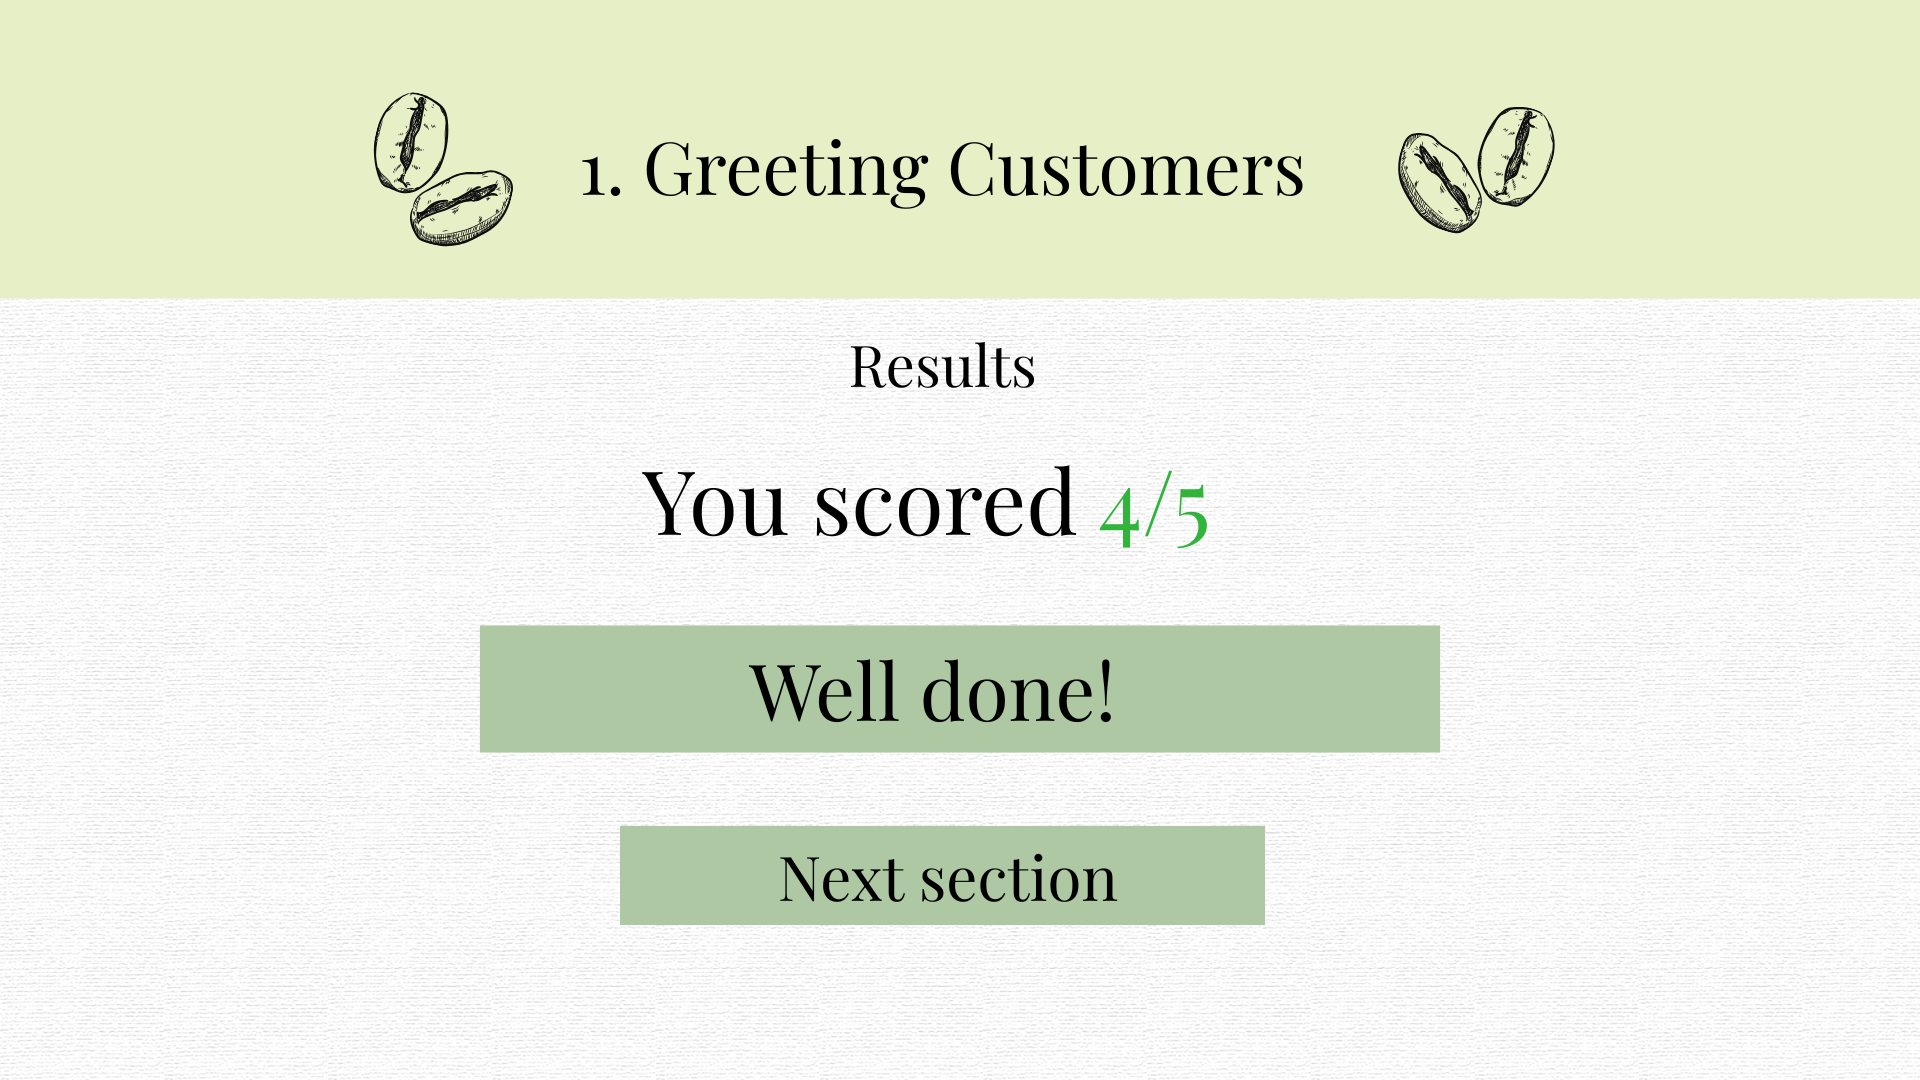 1. Greeting Customers
Results
You scored 4/5
Well done!
Next section